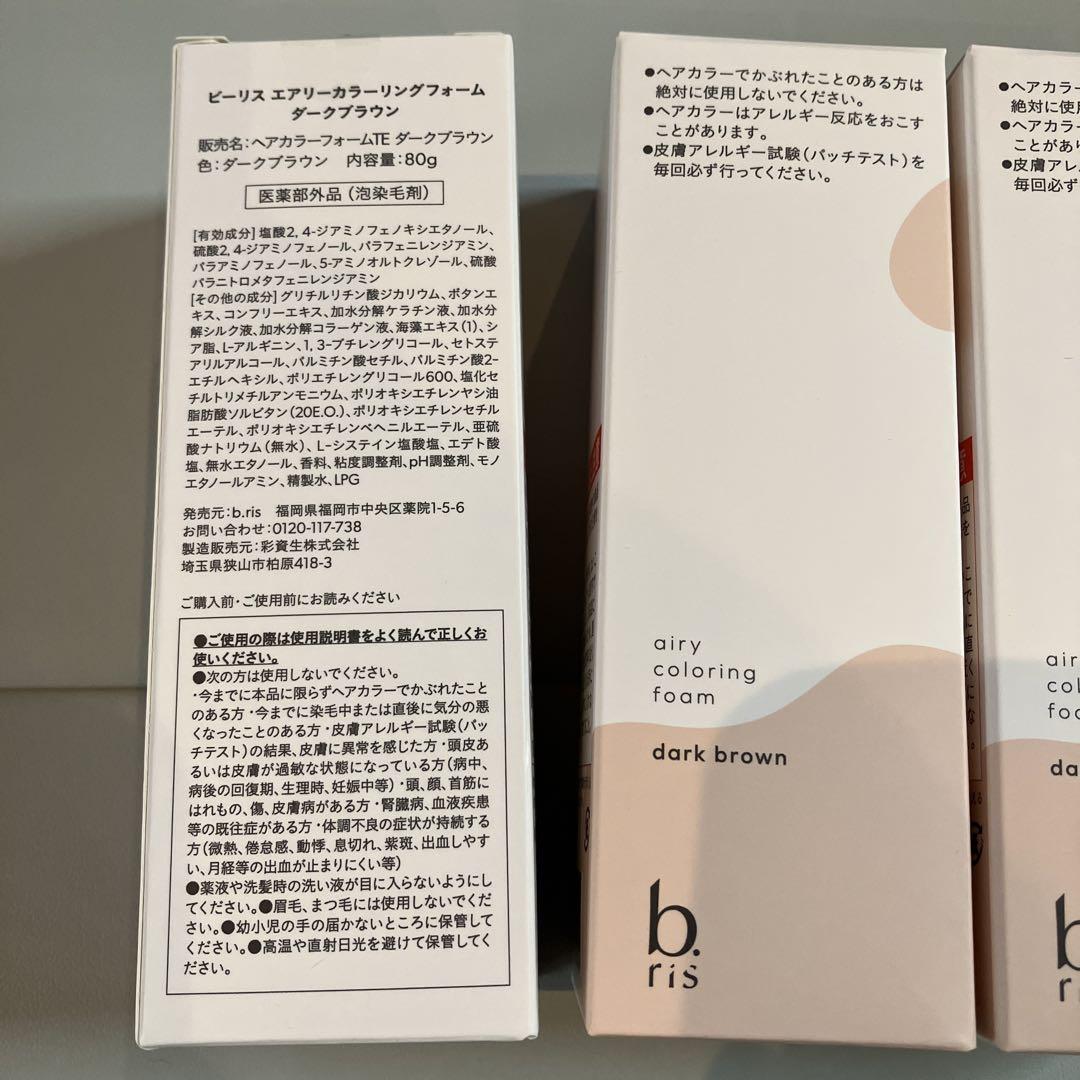 ビーリス エアリーカラーリングフォーム
ダークブラウン
販売名：ヘアカラーフォームTE ダークブラウン
色：ダークブラウン　内容量：80g
医薬部外品（泡染毛剤）
[有効成分] 塩酸2, 4-ジアミノフェノキシエタノール、
硫酸2, 4-ジアミノフェノール、パラフェニレンジアミン、
パラアミノフェノール、5-アミノオルトクレゾール、硫酸
パラニトロメタフェニレンジアミン
[その他の成分] グリチルリチン酸ジカリウム、ボタンエ
キス、コンフリーエキス、加水分解ケラチン液、加水分
解シルク液、加水分解コラーゲン液、海藻エキス(1)、シ
ア脂、L-アルギニン、1, 3-ブチレングリコール、セトステ
アリルアルコール、パルミチン酸セチル、パルミチン酸2-
エチルヘキシル、ポリエチレングリコール600、塩化セ
チルトリメチルアンモニウム、ポリオキシエチレンヤシ油
脂肪酸ソルビタン(20E.O.)、ポリオキシエチレンセチル
エーテル、ポリオキシエチレンベヘニルエーテル、亜硫
酸ナトリウム(無水)、L-システイン塩酸塩、エデト酸
塩、無水エタノール、香料、粘度調整剤、pH調整剤、モノ
エタノールアミン、精製水、LPG
発売元：b.ris　福岡県福岡市中央区薬院1-5-6
お問い合わせ：0120-117-738
製造販売元：彩資生株式会社
埼玉県狭山市柏原418-3
ご購入前・ご使用前にお読みください
●ご使用の際は使用説明書をよく読んで正しくお
使いください。
●次の方は使用しないでください。
・今までに本品に限らずヘアカラーでかぶれたこと
のある方・今までに染毛中または直後に気分の悪
くなったことのある方・皮膚アレルギー試験（パッ
チテスト）の結果、皮膚に異常を感じた方・頭皮あ
るいは皮膚が過敏な状態になっている方（病中、
病後の回復期、生理時、妊娠中等）・頭、顔、首筋に
はれもの、傷、皮膚病がある方・腎臓病、血液疾患
等の既往症がある方・体調不良の症状が持続する
方（微熱、倦怠感、動悸、息切れ、紫斑、出血しやす
い、月経等の出血が止まりにくい等）
●薬液や洗髪時の洗い液が目に入らないようにし
てください。●眉毛、まつ毛には使用しないでくだ
さい。●幼小児の手の届かないところに保管して
ください。●高温や直射日光を避けて保管してく
ださい。
●ヘアカラーでかぶれたことのある方は
絶対に使用しないでください。
●ヘアカラーはアレルギー反応をおこす
ことがあります。
●皮膚アレルギー試験（パッチテスト）を
毎回必ず行ってください。
airy
coloring
foam
dark brown
b.
ris
●ヘアカラー
絶対に使
●ヘアカラー
ことがあ
●皮膚アレ
毎回必ず
air
col
foa
da
b
r